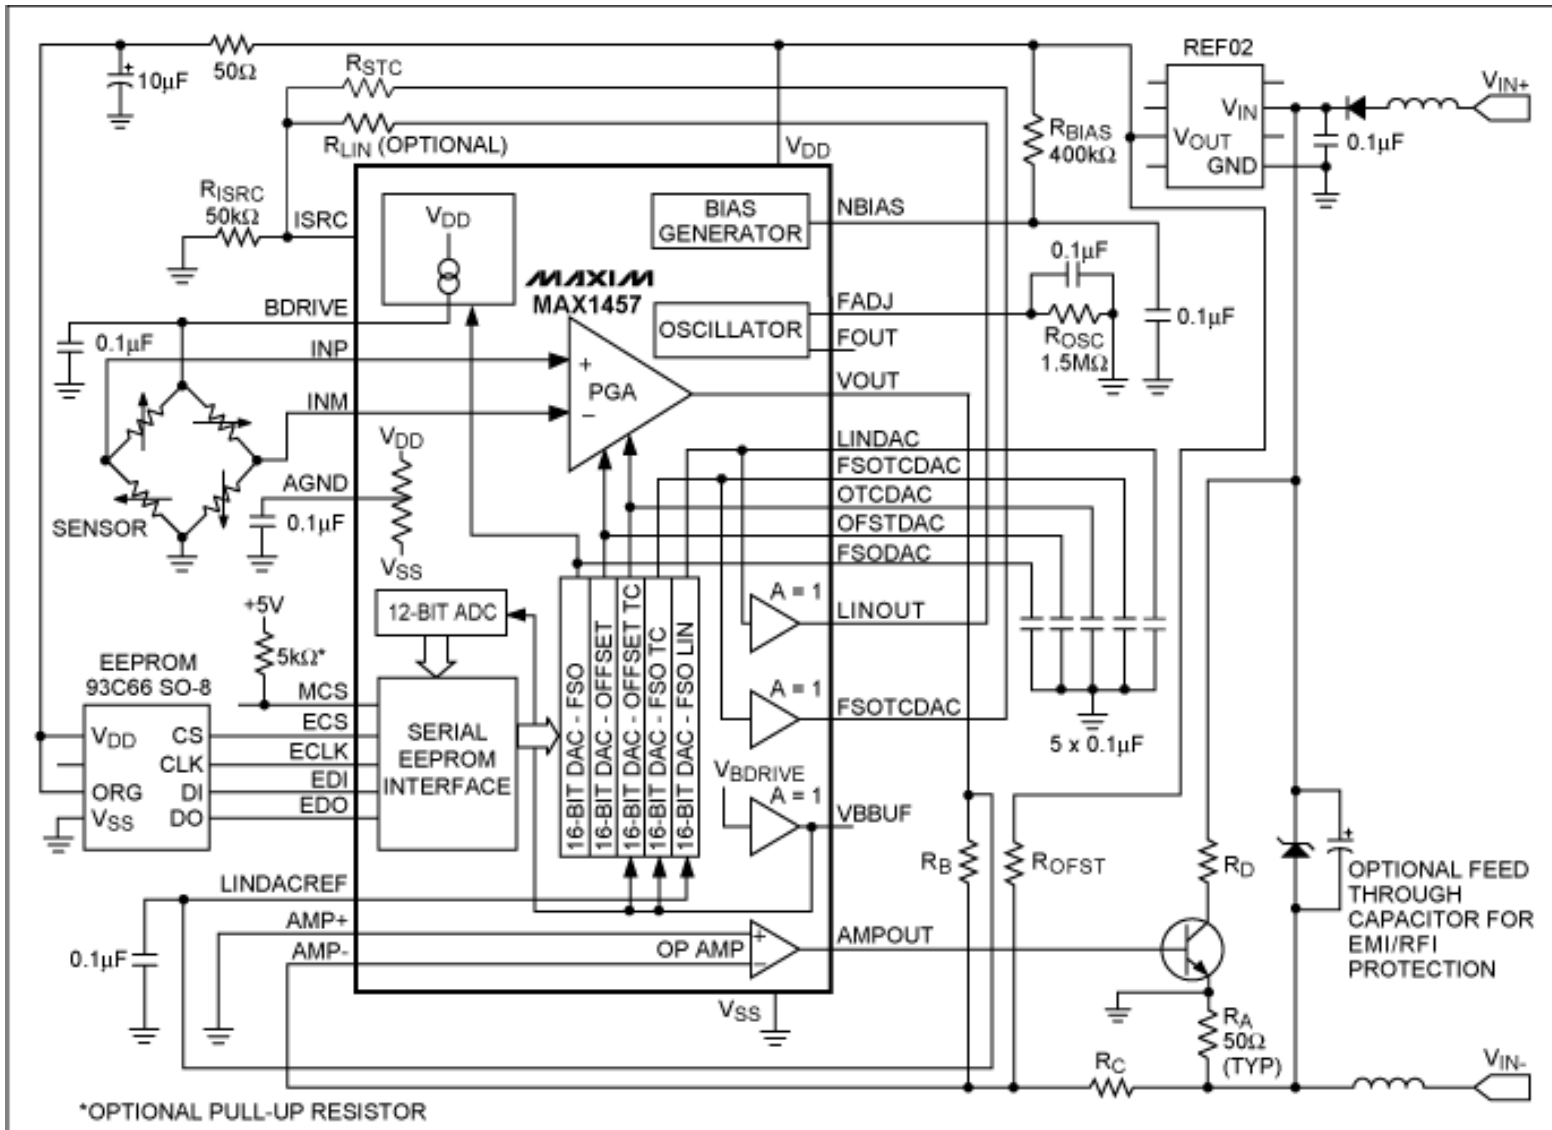 REF02
VIN+
50Ω
10µF
RSTC
RLIN (OPTIONAL)
VDD
RBIAS
400kΩ
VIN
VOUT
GND
0.1µF
RISRC
50kΩ
ISRC
VDD
BIAS
GENERATOR
NBIAS
MAXIM
MAX1457
0.1µF
BDRIVE
FADJ
0.1µF
OSCILLATOR
FOUT
ROSC
1.5MΩ
0.1µF
INP
+
PGA
−
VOUT
INM
VDD
LINDAC
FSOTCDAC
AGND
OTCDAC
0.1µF
OFSTDAC
SENSOR
VSS
FSODAC
+5V
12-BIT ADC
A = 1
LINOUT
5kΩ*
EEPROM
93C66 SO-8
MCS
16-BIT DAC - FSO
16-BIT DAC - OFFSET
16-BIT DAC - OFFSET TC
16-BIT DAC - FSO TC
16-BIT DAC - FSO LIN
A = 1
FSOTCDAC
5 x 0.1µF
VDD
CS
ECS
SERIAL
EEPROM
INTERFACE
CLK
ECLK
ORG
DI
EDI
VSS
DO
EDO
VBDRIVE
A = 1
VBBUF
RB
ROFST
RD
OPTIONAL FEED
THROUGH
CAPACITOR FOR
EMI/RFI
PROTECTION
+
LINDACREF
AMP+
AMP-
0.1µF
OP AMP
+
−
AMPOUT
VSS
RA
50Ω
(TYP)
RC
VIN-
*OPTIONAL PULL-UP RESISTOR